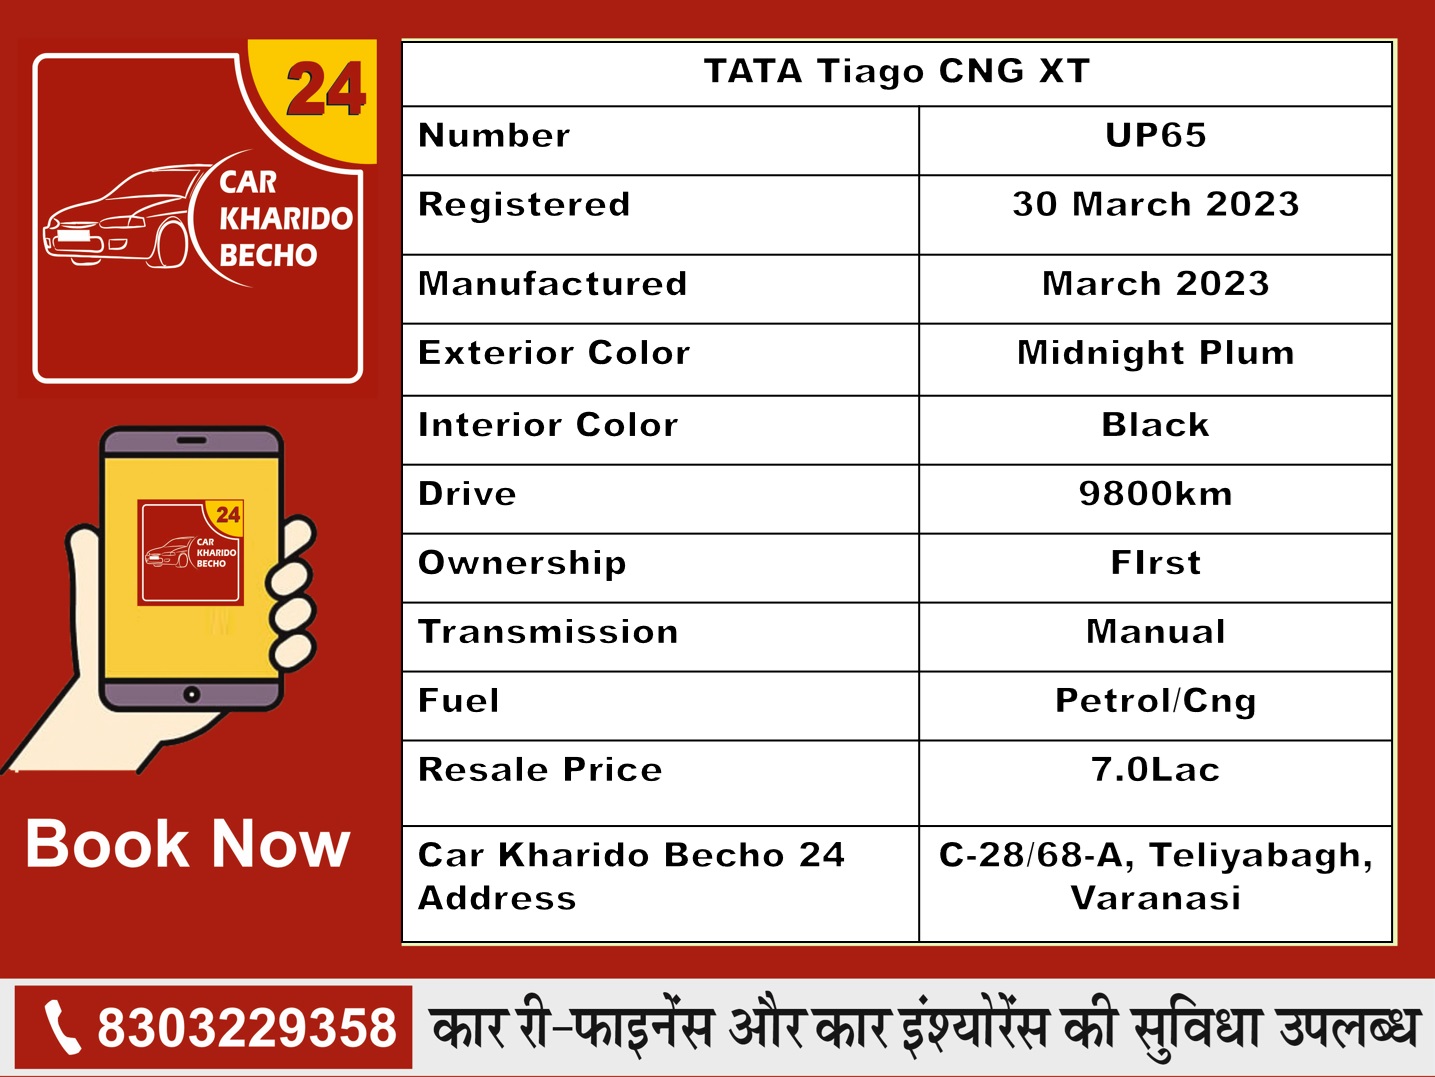 24
CAR
KHARIDO
BECHO
24
CAR
KHARIDO
BECHO
Book Now
TATA Tiago CNG XT
Number UP65
Registered 30 March 2023
Manufactured March 2023
Exterior Color Midnight Plum
Interior Color Black
Drive 9800km
Ownership FIrst
Transmission Manual
Fuel Petrol/Cng
Resale Price 7.0Lac
Car Kharido Becho 24 C-28/68-A, Teliyabagh,
Address Varanasi
8303229358 कार री-फाइनेंस और कार इंश्योरेंस की सुविधा उपलब्ध